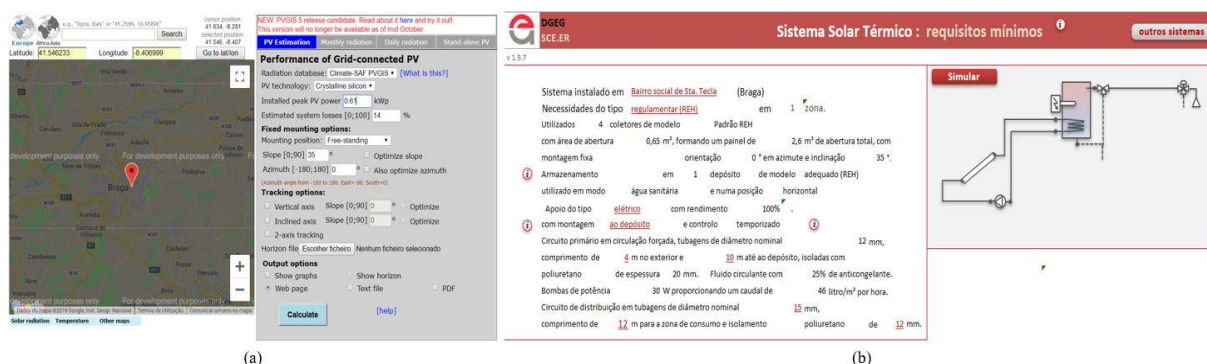 Europe Africa-Asia
e.g., "Ispra, Italy" or "45.256N, 16.9589E"
Search
cursor position:
41.634, -8.281
selected position:
41.546, -8.407
Latitude: 41.546233 Longitude: -8.406999 Go to lat/lon
Vila Verde
For development purposes only
Braga
Solar radiation Temperature Other maps
NEW. PVGIS 5 release candidate. Read about it here and try it out!
This version will no longer be available as of mid October.
PV Estimation Monthly radiation Daily radiation Stand-alone PV
Performance of Grid-connected PV
Radiation database: Climate-SAF PVGIS [What is this?]
PV technology: Crystalline silicon
Installed peak PV power 0.61 kWp
Estimated system losses [0;100] 14 %
Fixed mounting options:
Mounting position: Free-standing
Slope [0;90] 35 º Optimize slope
Azimuth [-180;180] 0 º Also optimize azimuth
(Azimuth angle from -180 to 180. East=-90, South=0)
Tracking options:
Vertical axis Slope [0;90] 0 º Optimize
Inclined axis Slope [0;90] 0 º Optimize
2-axis tracking
Horizon file Escolher ficheiro Nenhum ficheiro selecionado
Output options
Show graphs Show horizon
Web page Text file PDF
Calculate [help]
(a)
DGEG
SCE.ER
Sistema Solar Térmico : requisitos mínimos
outros sistemas
v 1.5.7
Sistema instalado em Bairro social de Sta. Tecla (Braga)
Necessidades do tipo regulamentar (REH) em 1 zona.
Utilizados 4 coletores de modelo Padrão REH
com área de abertura 0,65 m², formando um painel de 2,6 m² de abertura total, com
montagem fixa orientação 0 ° em azimute e inclinação 35 °.
Armazenamento em 1 depósito de modelo adequado (REH)
utilizado em modo água sanitária e numa posição horizontal
Apoio do tipo elétrico com rendimento 100% .
com montagem ao depósito e controlo temporizado
Circuito primário em circulação forçada, tubagens de diâmetro nominal 12 mm,
comprimento de 4 m no exterior e 10 m até ao depósito, isoladas com
poliuretano de espessura 20 mm. Fluido circulante com 25% de anticongelante.
Bombas de potência 30 W proporcionando um caudal de 46 litro/m² por hora.
Circuito de distribuição em tubagens de diâmetro nominal 15 mm,
comprimento de 12 m para a zona de consumo e isolamento poliuretano de 12 mm.
Simular
(b)